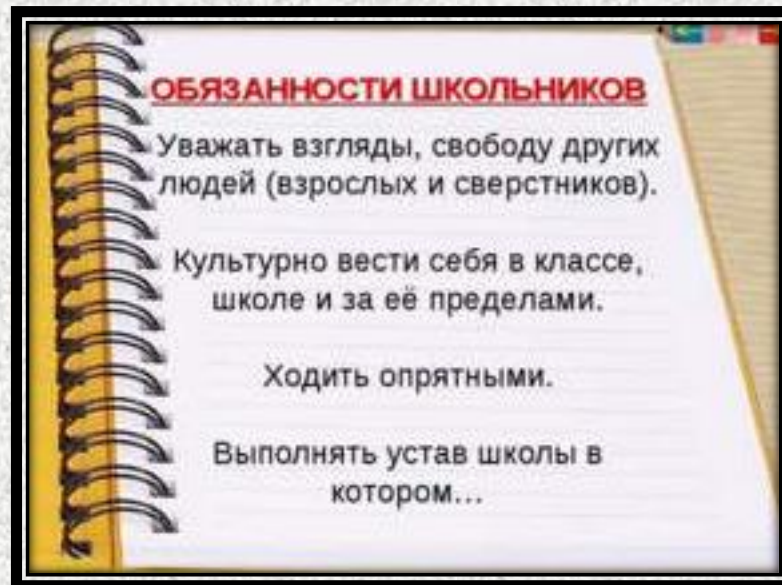 ОБЯЗАННОСТИ ШКОЛЬНИКОВ
Уважать взгляды, свободу других
людей (взрослых и сверстников).
Культурно вести себя в классе,
школе и за её пределами.
Ходить опрятными.
Выполнять устав школы в
котором...